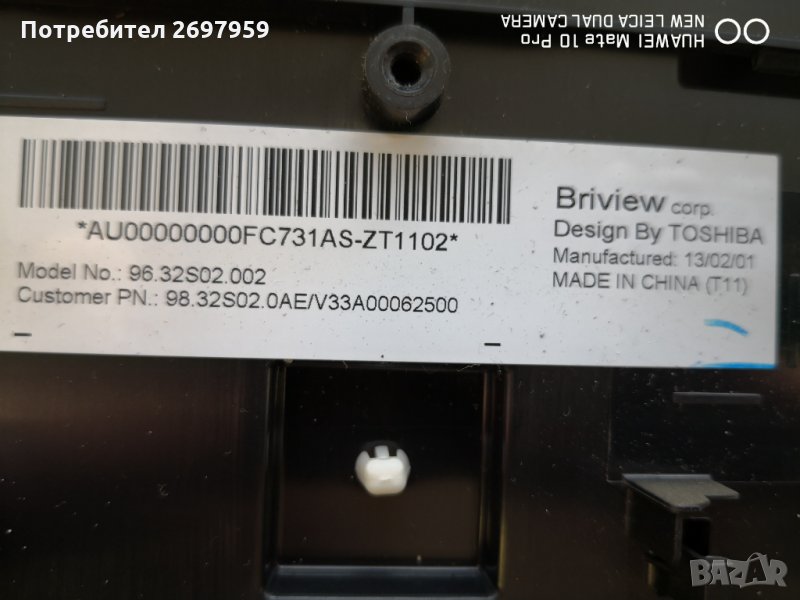 Потребител 2697959
HUAWEI Mate 10 Pro
NEW LEICA DUAL CAMERA
*AU00000000FC731AS-ZT1102*
Model No.: 96.32S02.002
Customer PN.: 98.32S02.0AE/V33A00062500
Briview corp.
Design By TOSHIBA
Manufactured: 13/02/01
MADE IN CHINA (T11)
BAZAR